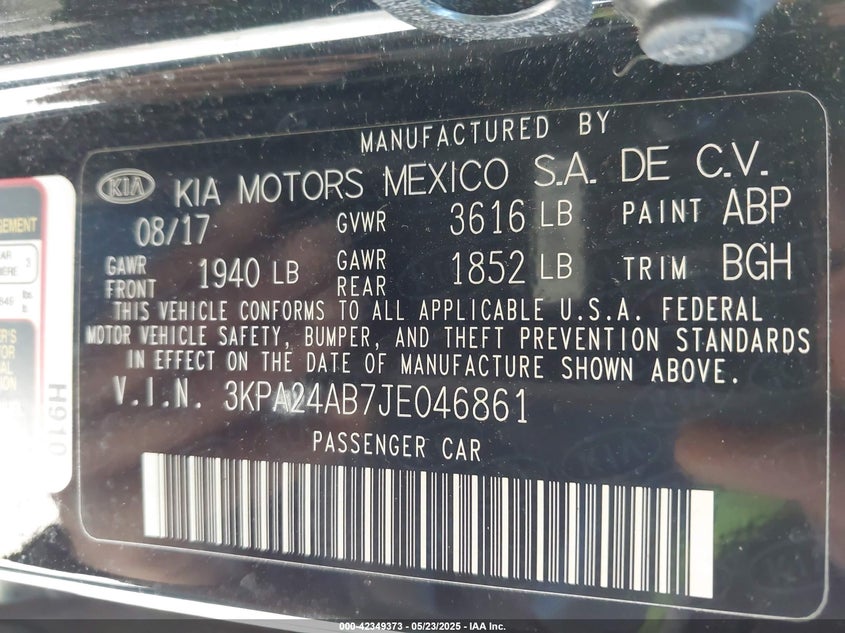 MANUFACTURED BY
KIA KIA MOTORS MEXICO S.A. DE C.V.
08/17 GVWR 3616 LB PAINT ABP
GAWR FRONT 1940 LB GAWR REAR 1852 LB TRIM BGH
THIS VEHICLE CONFORMS TO ALL APPLICABLE U.S.A. FEDERAL
MOTOR VEHICLE SAFETY, BUMPER, AND THEFT PREVENTION STANDARDS
IN EFFECT ON THE DATE OF MANUFACTURE SHOWN ABOVE.
V.I.N. 3KPA24AB7JE046861
PASSENGER CAR
H910
000-42349373 - 05/23/2025 - IAA Inc.